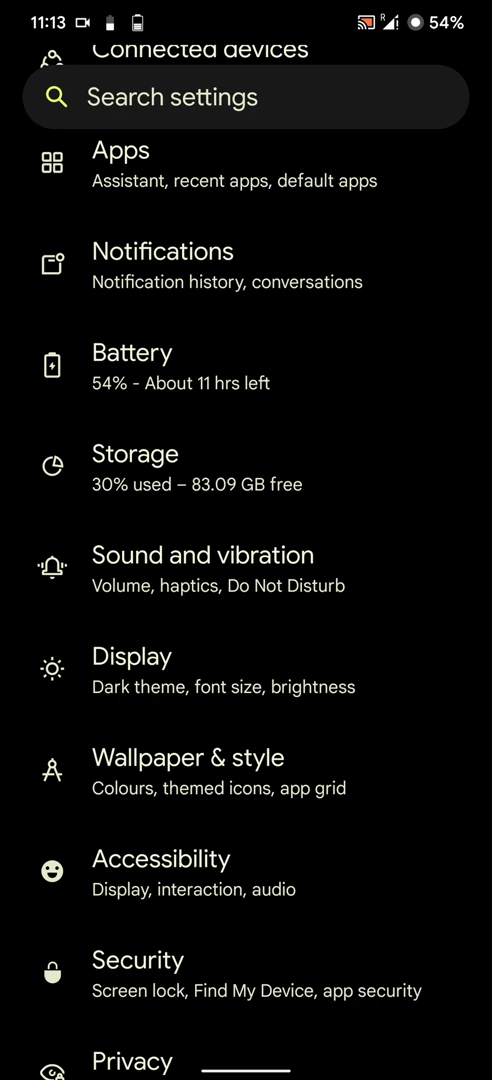 11:13 R 54%
Connected devices
Search settings
Apps
Assistant, recent apps, default apps
Notifications
Notification history, conversations
Battery
54% - About 11 hrs left
Storage
30% used – 83.09 GB free
Sound and vibration
Volume, haptics, Do Not Disturb
Display
Dark theme, font size, brightness
Wallpaper & style
Colours, themed icons, app grid
Accessibility
Display, interaction, audio
Security
Screen lock, Find My Device, app security
Privacy